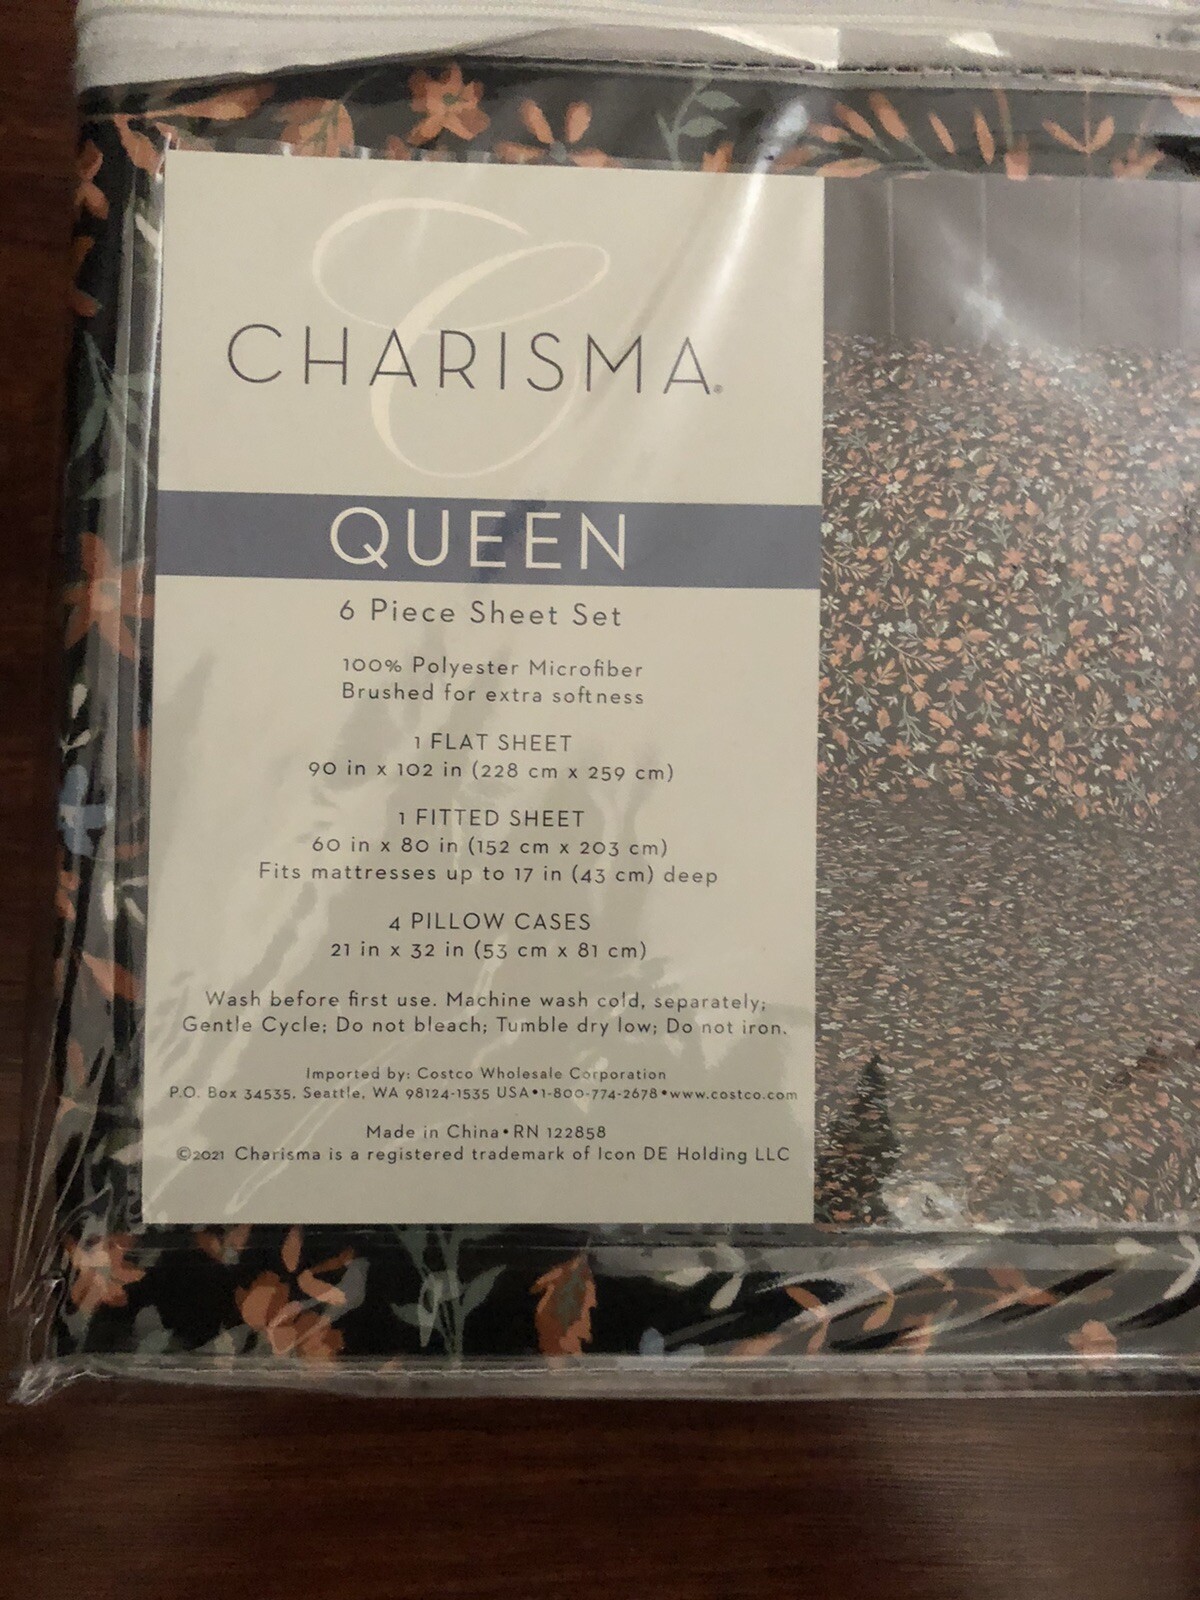 C
CHARISMA®
QUEEN
6 Piece Sheet Set
100% Polyester Microfiber
Brushed for extra softness
1 FLAT SHEET
90 in x 102 in (228 cm x 259 cm)
1 FITTED SHEET
60 in x 80 in (152 cm x 203 cm)
Fits mattresses up to 17 in (43 cm) deep
4 PILLOW CASES
21 in x 32 in (53 cm x 81 cm)
Wash before first use. Machine wash cold, separately;
Gentle Cycle; Do not bleach; Tumble dry low; Do not iron.
Imported by: Costco Wholesale Corporation
P.O. Box 34535, Seattle, WA 98124-1535 USA•1-800-774-2678•www.costco.com
Made in China•RN 122858
©2021 Charisma is a registered trademark of Icon DE Holding LLC